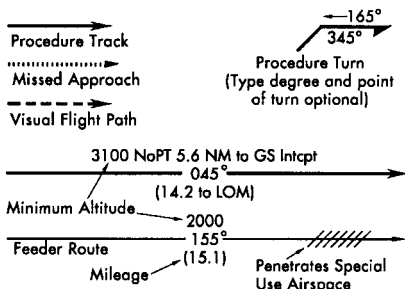 165°
345°
Procedure Track
Missed Approach
Visual Flight Path
Procedure Turn
(Type degree and point
of turn optional)
3100 NoPT 5.6 NM to GS Intcpt
045°
(14.2 to LOM)
Minimum Altitude
2000
Feeder Route
155°
(15.1)
Mileage
Penetrates Special
Use Airspace